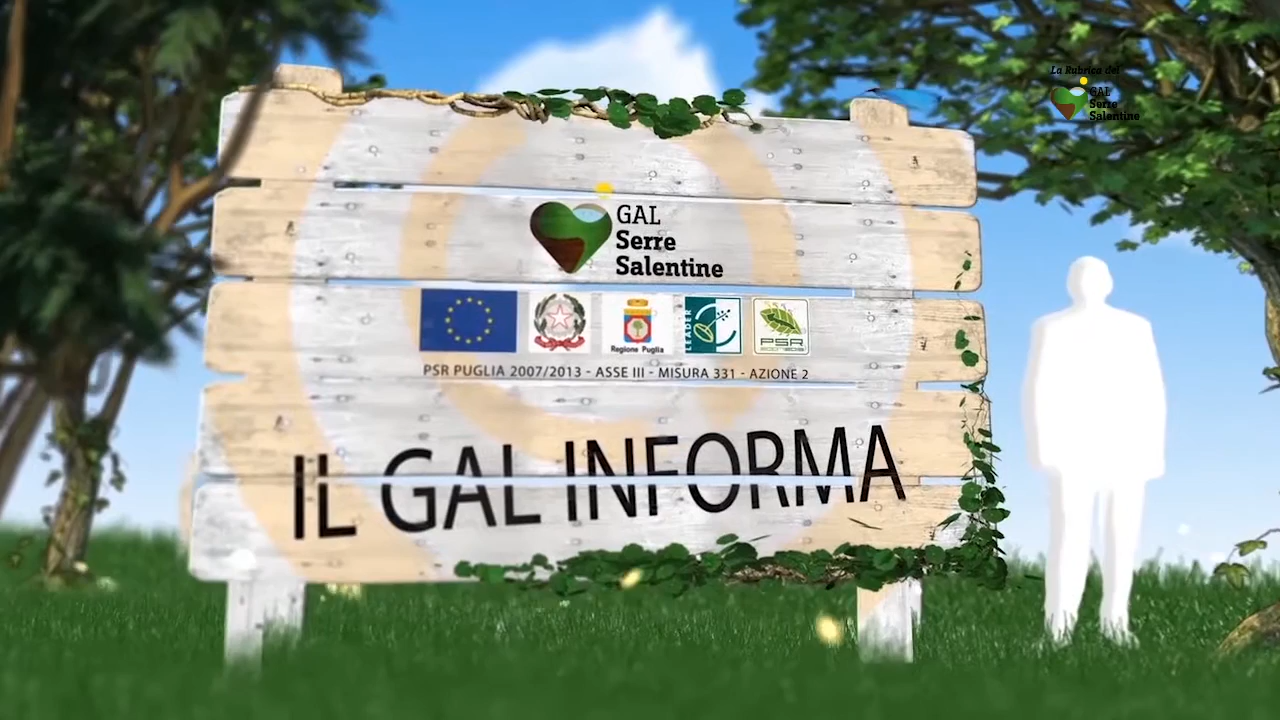 La Rubrica del
GAL
Serre
Salentine
GAL
Serre
Salentine
Regione Puglia
LEADER
PSR
PSR PUGLIA 2007/2013 - ASSE III - MISURA 331 - AZIONE 2
IL GAL INFORMA